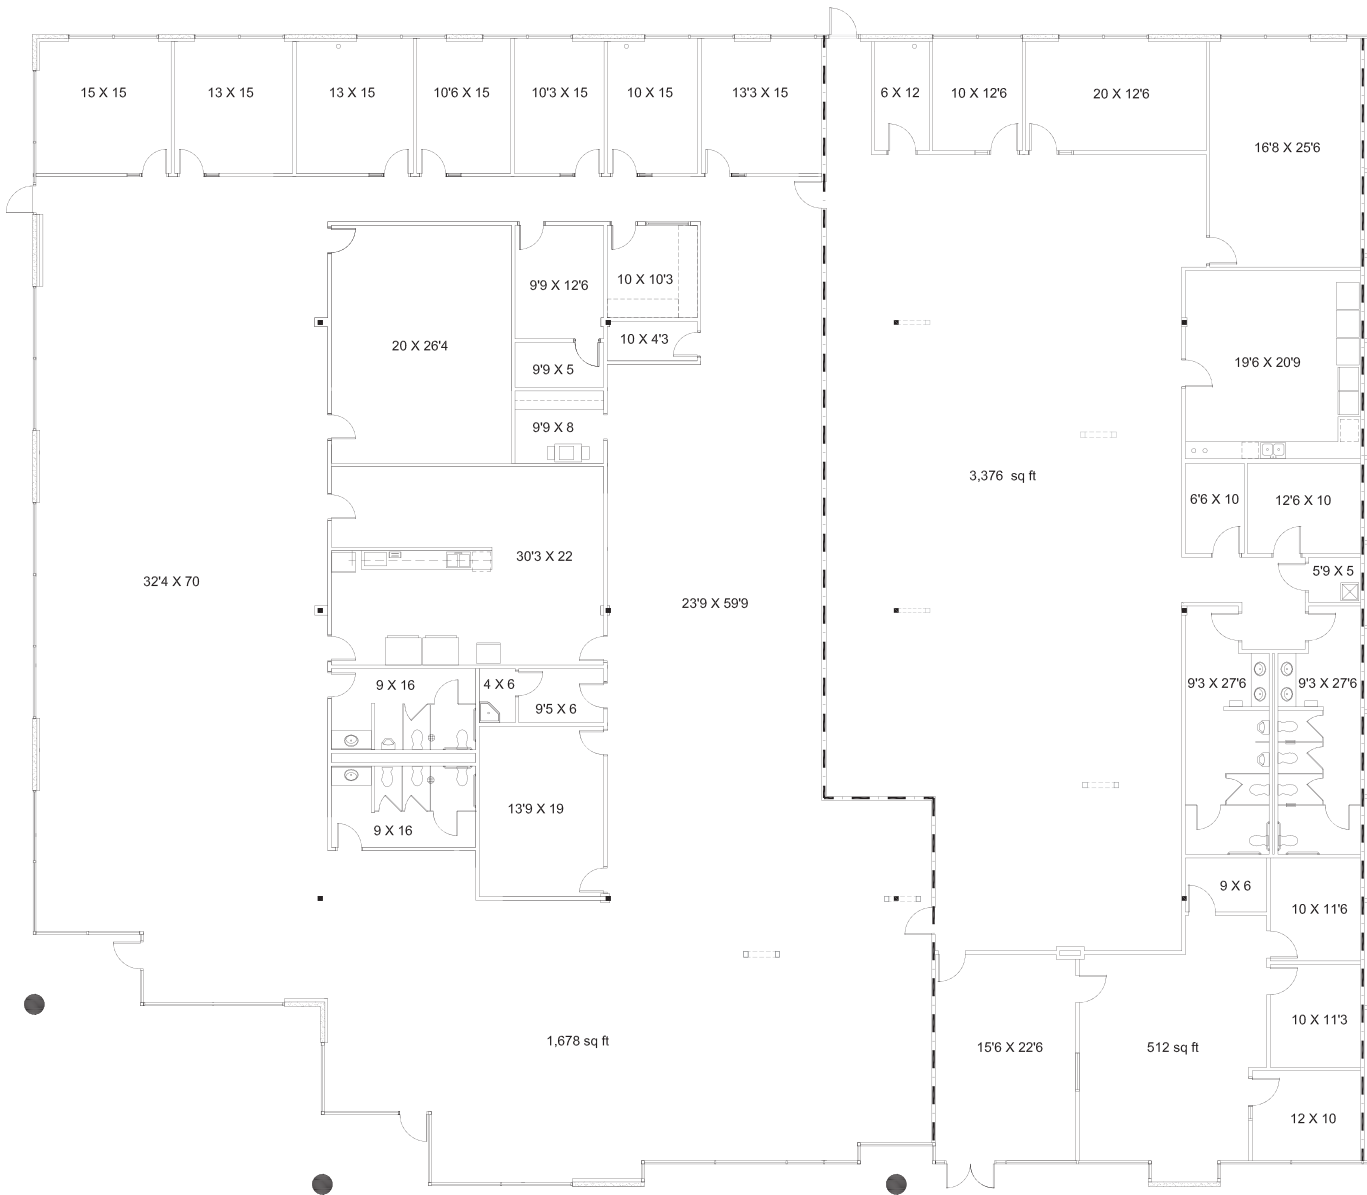 15 X 15
13 X 15
13 X 15
10'6 X 15
10'3 X 15
10 X 15
13'3 X 15
6 X 12
10 X 12'6
20 X 12'6
16'8 X 25'6
9'9 X 12'6
10 X 10'3
20 X 26'4
10 X 4'3
9'9 X 5
19'6 X 20'9
9'9 X 8
3,376 sq ft
6'6 X 10
12'6 X 10
30'3 X 22
5'9 X 5
32'4 X 70
23'9 X 59'9
9 X 16
4 X 6
9'5 X 6
9'3 X 27'6
9'3 X 27'6
13'9 X 19
9 X 16
9 X 6
10 X 11'6
10 X 11'3
1,678 sq ft
15'6 X 22'6
512 sq ft
12 X 10